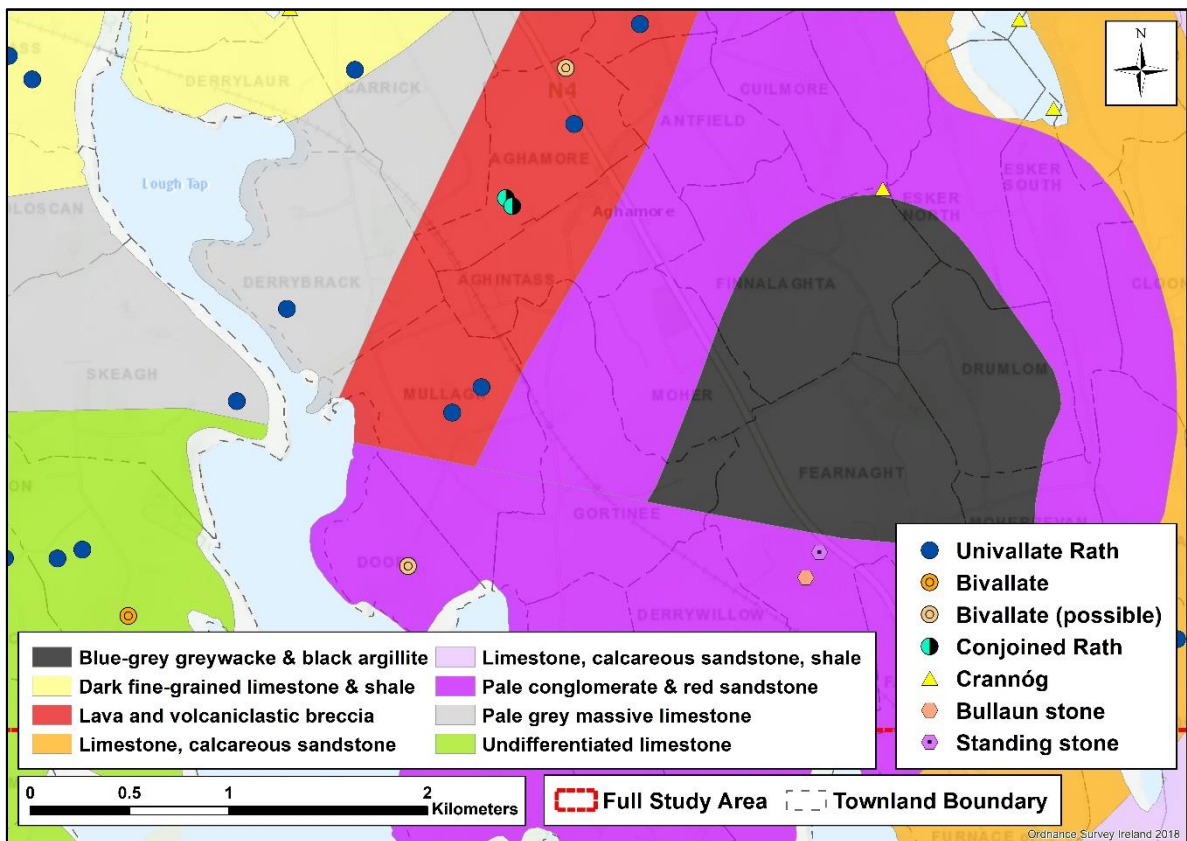 N
DERRYLAUR
CARRICK
N4
CUILMORE
ANTFIELD
AGHAMORE
ESKER
SOUTH
Lough Tap
ESKER
NORTH
Aghamore
DERRYBRACK
AGHINTASS
FINNALAGHTA
CLOON
SKEAGH
MULLAGH
MOHER
DRUMLOM
FEARNAGHT
GORTINEE
DERRYWILLOW
Univallate Rath
Bivallate
Bivallate (possible)
Conjoined Rath
Crannóg
Bullaun stone
Standing stone
Blue-grey greywacke & black argillite
Dark fine-grained limestone & shale
Lava and volcaniclastic breccia
Limestone, calcareous sandstone
Limestone, calcareous sandstone, shale
Pale conglomerate & red sandstone
Pale grey massive limestone
Undifferentiated limestone
0 0.5 1 2
Kilometers
Full Study Area
Townland Boundary
FURNACE
Ordnance Survey Ireland 2018